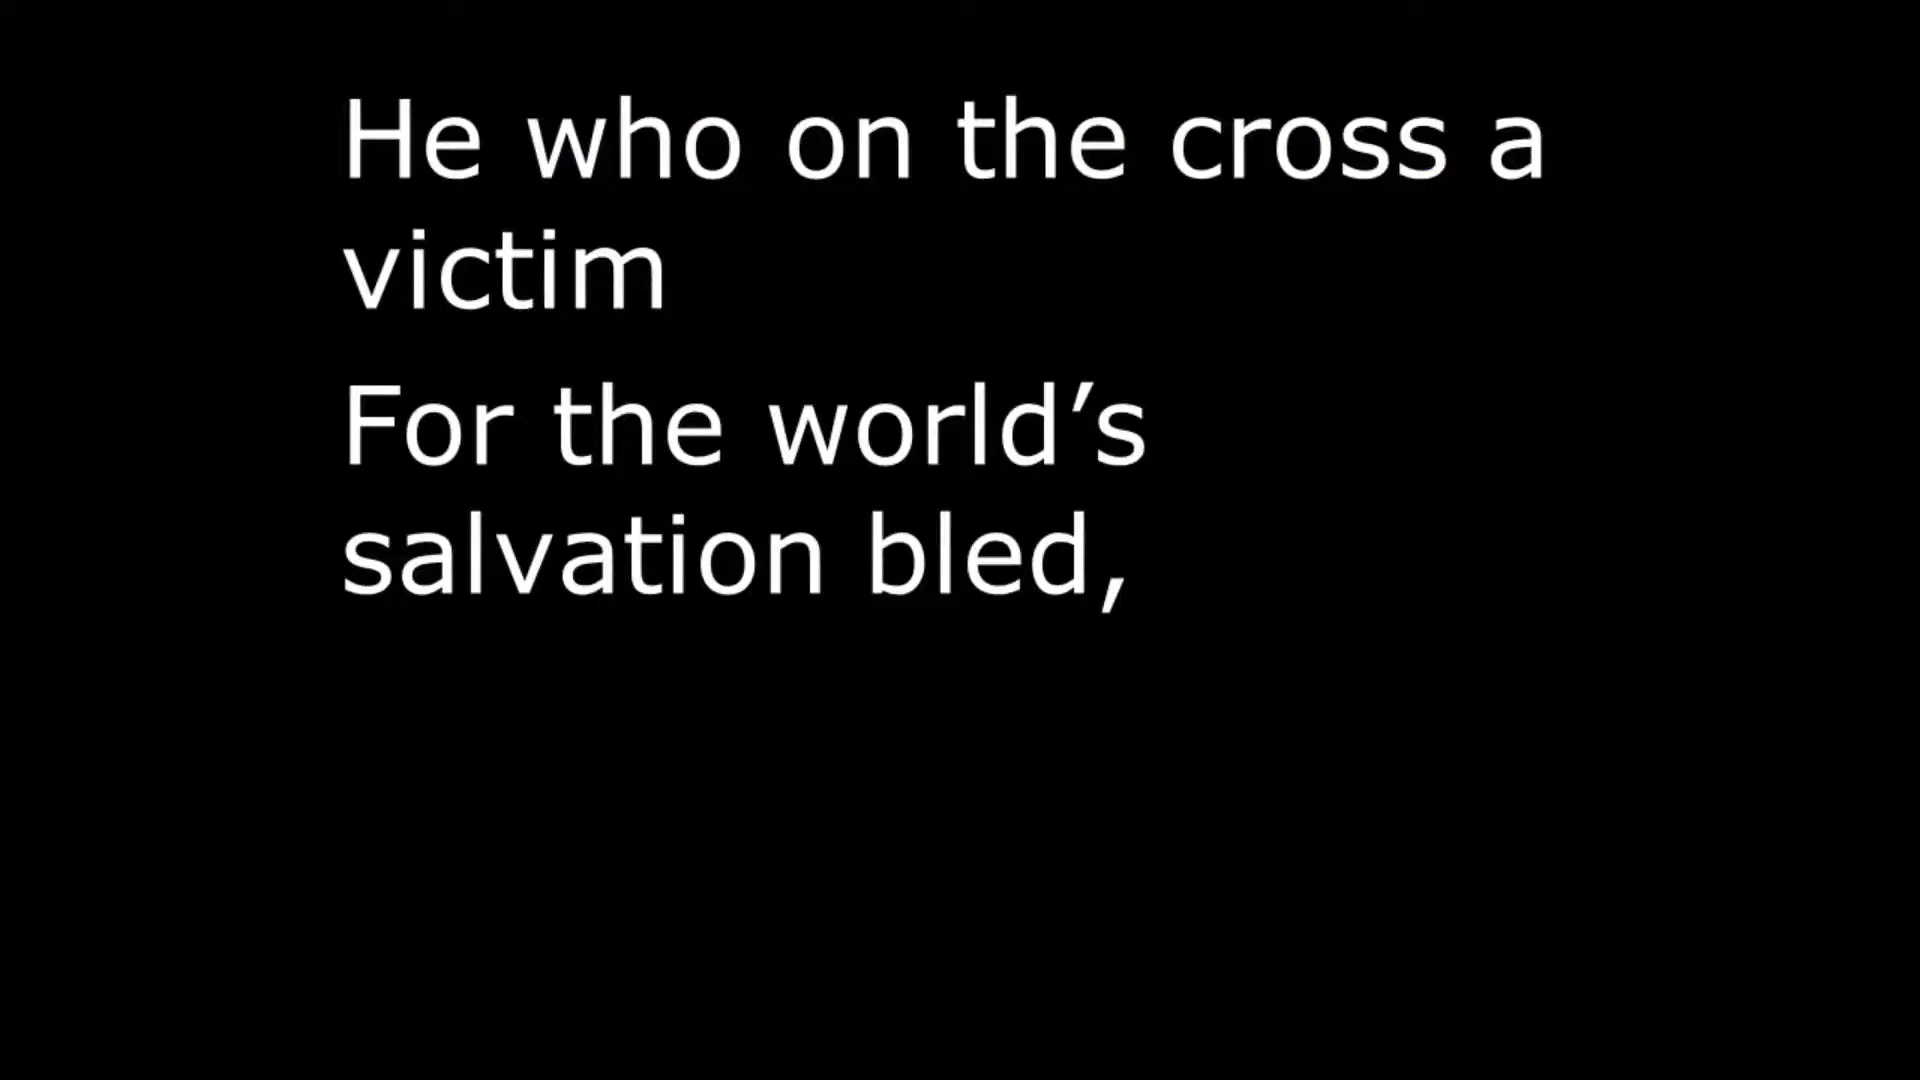 He who on the cross a
victim
For the world’s
salvation bled,